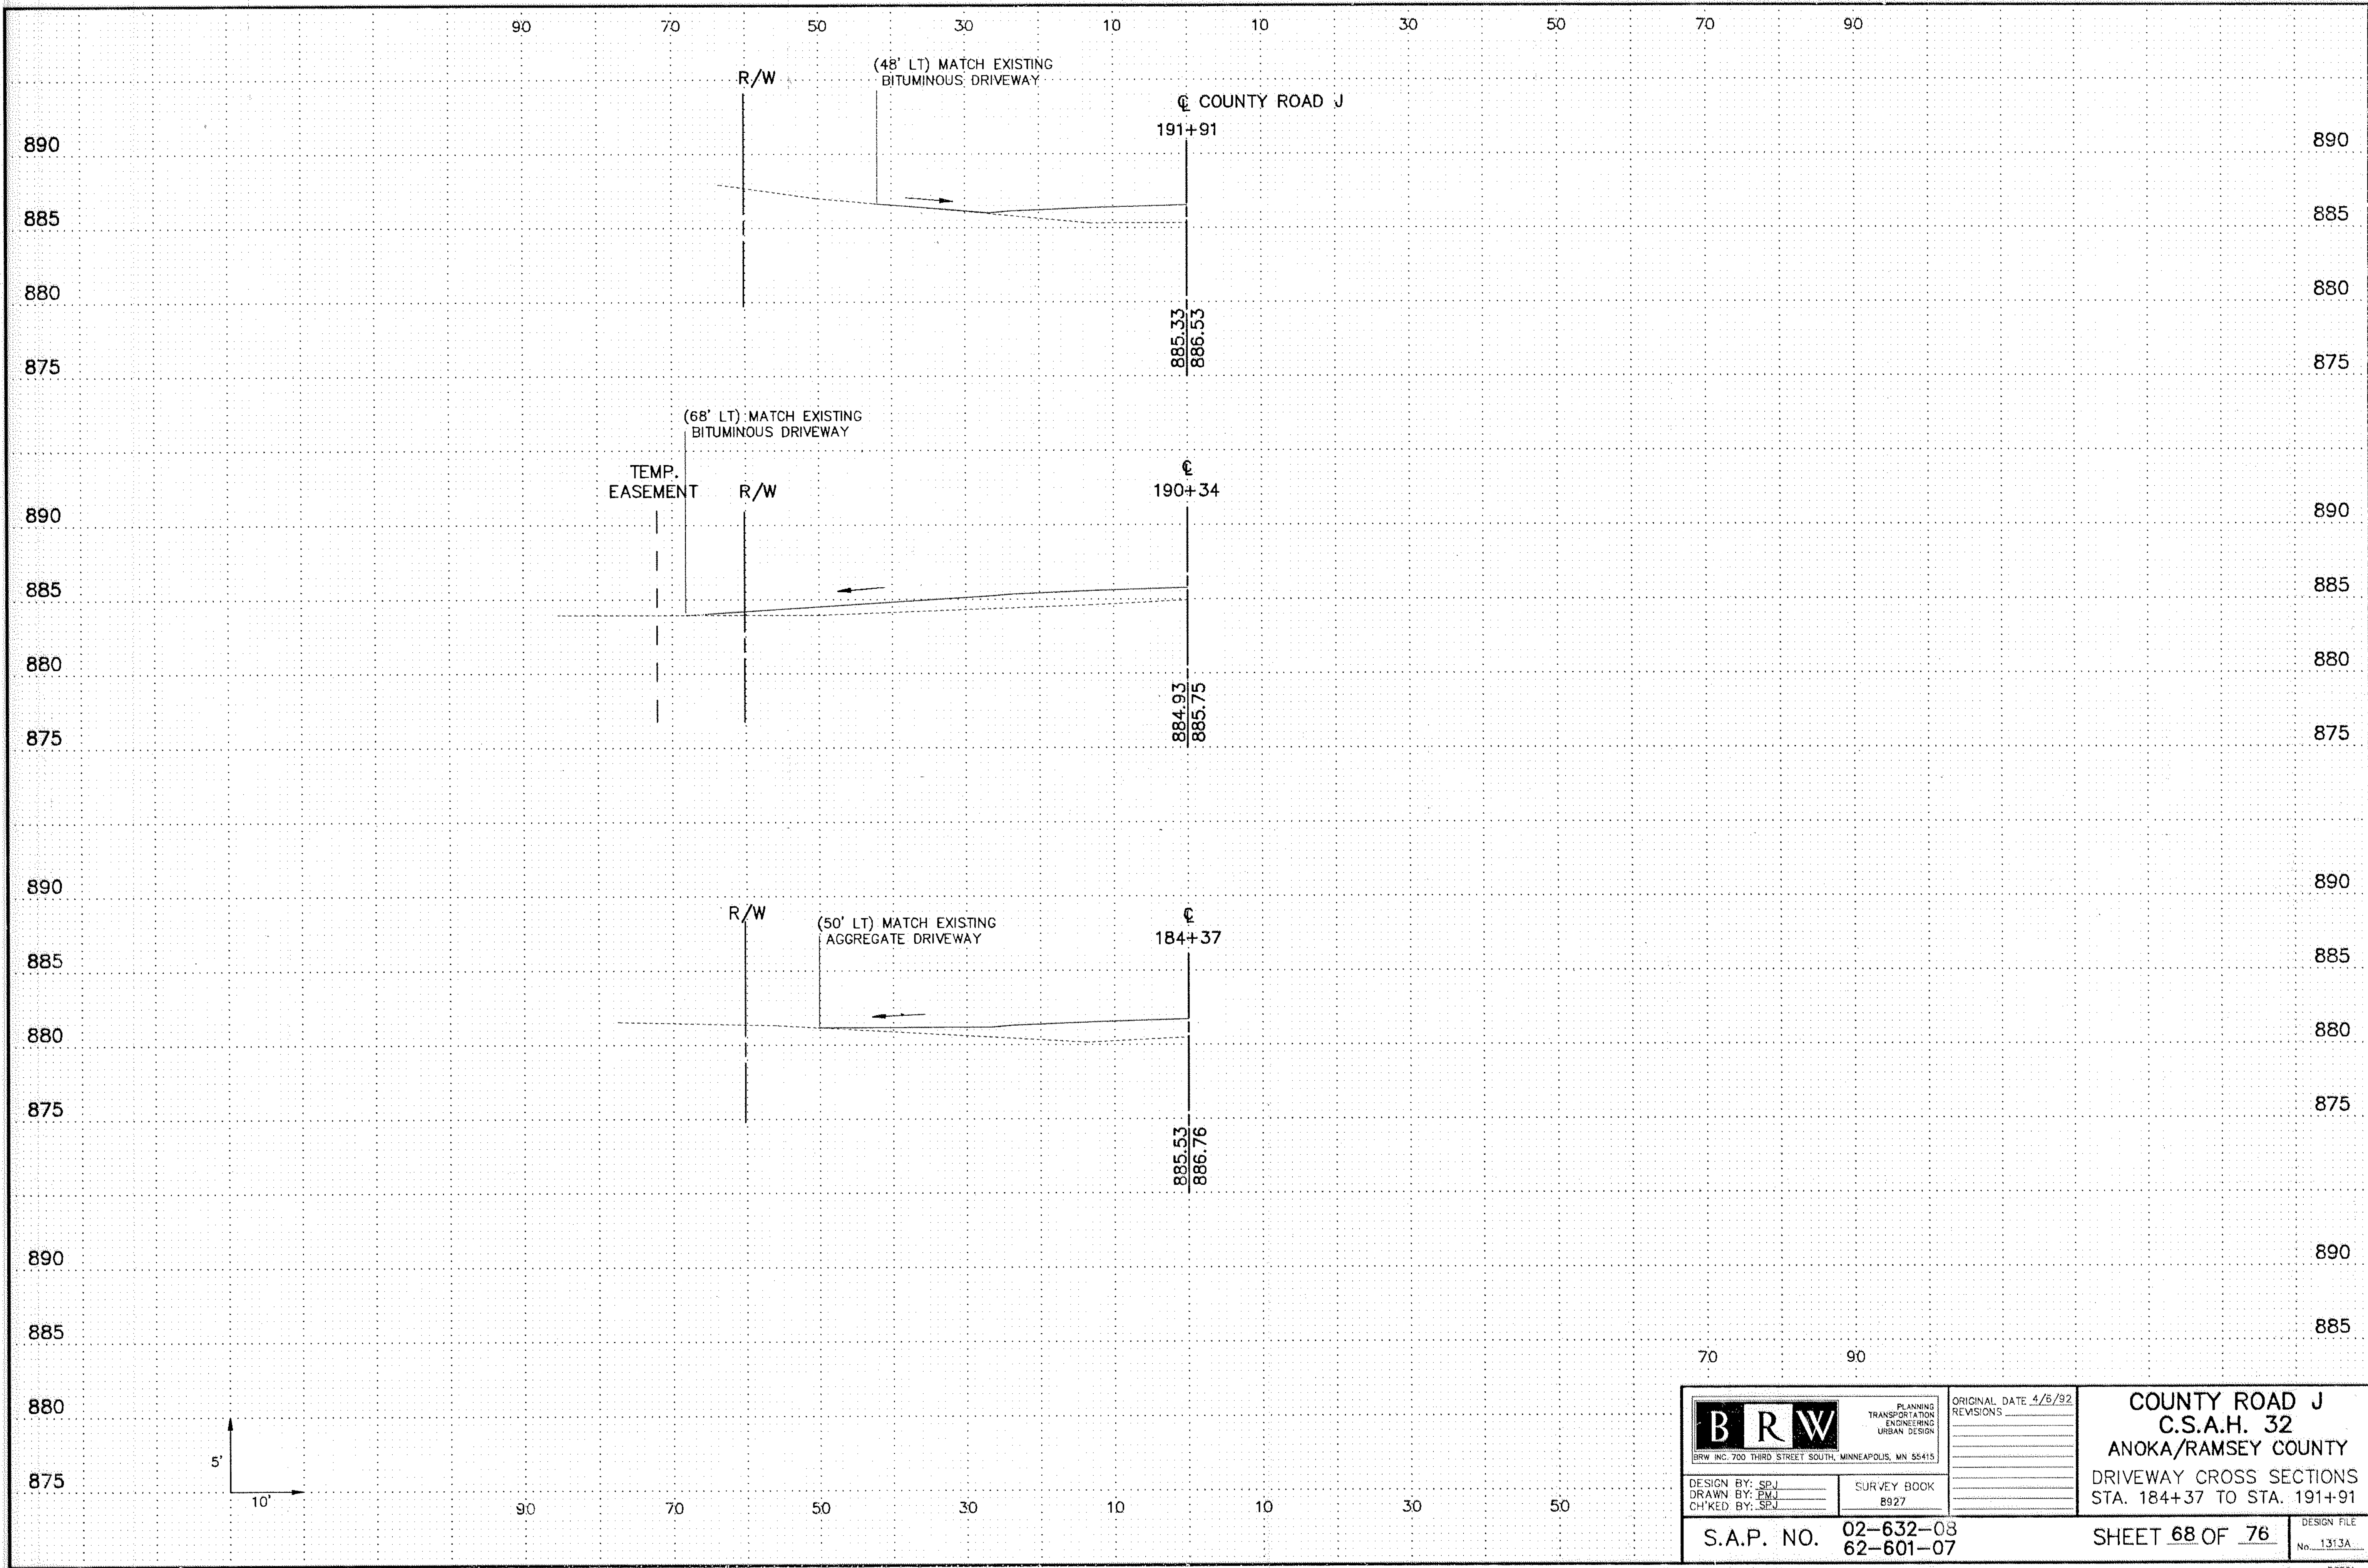 90 70 50 30 10 10 30 50 70 90
R/W
(48' LT) MATCH EXISTING
BITUMINOUS DRIVEWAY
℄ COUNTY ROAD J
191+91
890 890
885 885
880 880
885.33 886.53
875 875
(68' LT) MATCH EXISTING
BITUMINOUS DRIVEWAY
TEMP.
EASEMENT R/W
℄
190+34
890 890
885 885
880 880
884.93 885.75
875 875
890 890
R/W
(50' LT) MATCH EXISTING
AGGREGATE DRIVEWAY
℄
184+37
885 885
880 880
875 875
885.53 886.76
890 890
885 885
70 90
880
5'
875
10'
90 70 50 30 10 10 30 50
BRW
PLANNING
TRANSPORTATION
ENGINEERING
URBAN DESIGN
BRW INC. 700 THIRD STREET SOUTH, MINNEAPOLIS, MN 55415
DESIGN BY: SPJ
DRAWN BY: PMJ
CH'KED BY: SPJ
SURVEY BOOK
8927
ORIGINAL DATE 4/6/92
REVISIONS
COUNTY ROAD J
C.S.A.H. 32
ANOKA/RAMSEY COUNTY
DRIVEWAY CROSS SECTIONS
STA. 184+37 TO STA. 191+91
S.A.P. NO. 02-632-08
62-601-07
SHEET 68 OF 76
DESIGN FILE
No. 1313A